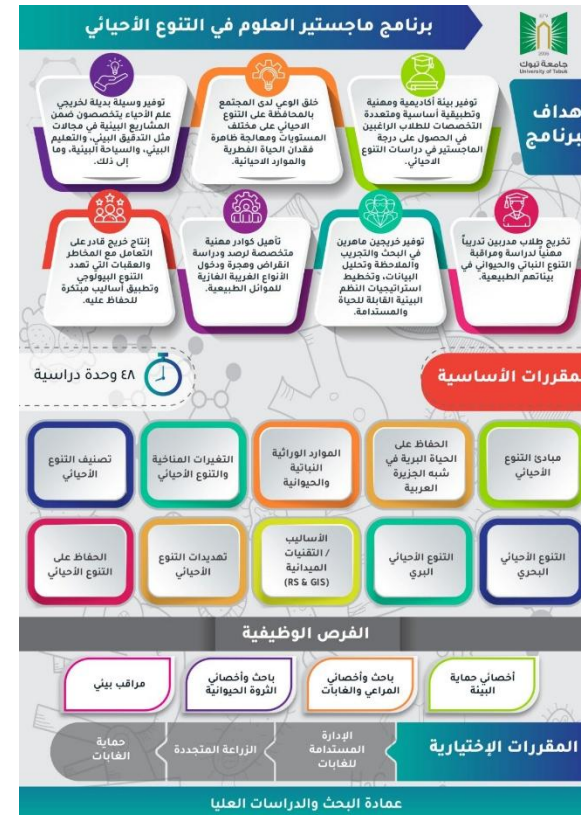 برنامج ماجستير العلوم في التنوع الأحيائي
جامعة تبوك
University of Tabuk
هداف
برنامج
توفير بيئة أكاديمية ومهنية
وتطبيقية أساسية ومتعددة
التخصصات للطلاب الراغبين
في الحصول على درجة
الماجستير في دراسات التنوع
الاحيائي.
خلق الوعي لدى المجتمع
بالمحافظة على التنوع
الاحيائي على مختلف
المستويات ومعالجة ظاهرة
فقدان الحياة الفطرية
والموارد الاحيائية.
توفير وسيلة بديلة لخريجي
علم الأحياء يتخصصون ضمن
المشاريع البيئية في مجالات
مثل التدقيق البيئي، والتعليم
البيئي، والسياحة البيئية، وما
إلى ذلك.
تخريج طلاب مدربين تدريباً
مهنياً لدراسة ومراقبة
التنوع النباتي والحيواني في
بيئاتهم الطبيعية.
توفير خريجين ماهرين
في البحث والتجريب
والملاحظة وتحليل
البيانات، وتخطيط
استراتيجيات النظم
البيئية القابلة للحياة
والمستدامة.
تأهيل كوادر مهنية
متخصصة لرصد ودراسة
انقراض وهجرة ودخول
الأنواع الغريبة الغازية
للموائل الطبيعية.
إنتاج خريج قادر على
التعامل مع المخاطر
والعقبات التي تهدد
التنوع البيولوجي
وتطبيق أساليب مبتكرة
للحفاظ عليه.
لمقررات الأساسية
٤٨ وحدة دراسية
مبادئ التنوع
الأحيائي
الحفاظ على
الحياة البرية في
شبه الجزيرة
العربية
الموارد الوراثية
النباتية
والحيوانية
التغيرات المناخية
والتنوع الأحيائي
تصنيف التنوع
الأحيائي
التنوع الأحيائي
البحري
التنوع الأحيائي
البري
الأساليب
/ التقنيات
الميدانية
(RS & GIS)
تهديدات التنوع
الأحيائي
الحفاظ على
التنوع الأحيائي
الفرص الوظيفية
أخصائي حماية
البيئة
باحث وأخصائي
المراعي والغابات
باحث وأخصائي
الثروة الحيوانية
مراقب بيئي
المقررات الإختيارية
الإدارة
المستدامة
للغابات
الزراعة المتجددة
حماية
الغابات
عمادة البحث والدراسات العليا